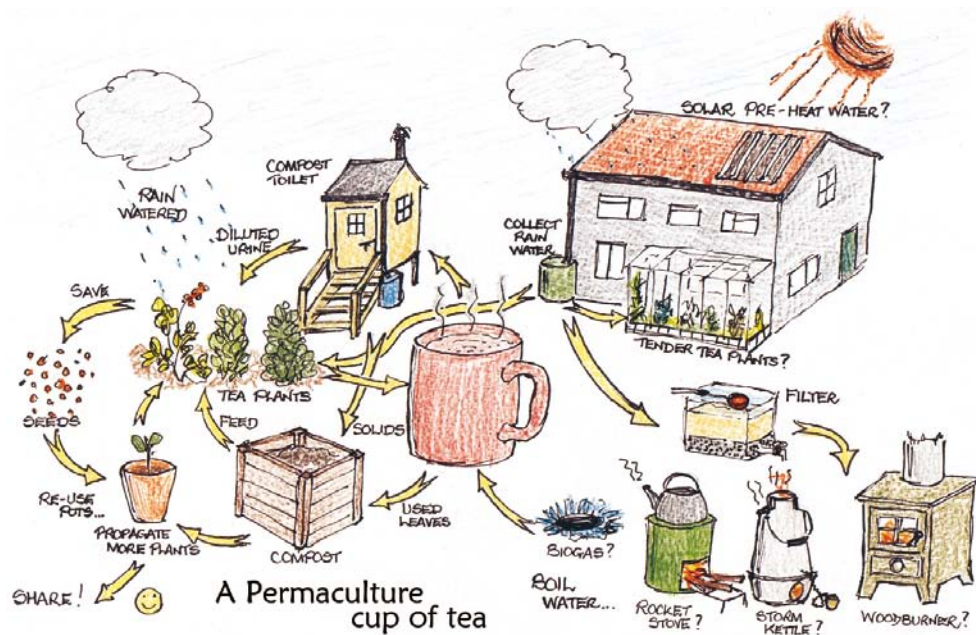 SOLAR PRE-HEAT WATER?
COMPOST
TOILET
RAIN
WATERED
DILUTED
URINE
COLLECT
RAIN
WATER
SAVE
TENDER TEA PLANTS?
TEA PLANTS
FILTER
SEEDS
FEED
SOLIDS
RE-USE
POTS...
PROPAGATE
MORE PLANTS
USED
LEAVES
COMPOST
BIOGAS?
BOIL
WATER...
SHARE!
A Permaculture
cup of tea
ROCKET
STOVE?
STORM
KETTLE?
WOODBURNER?